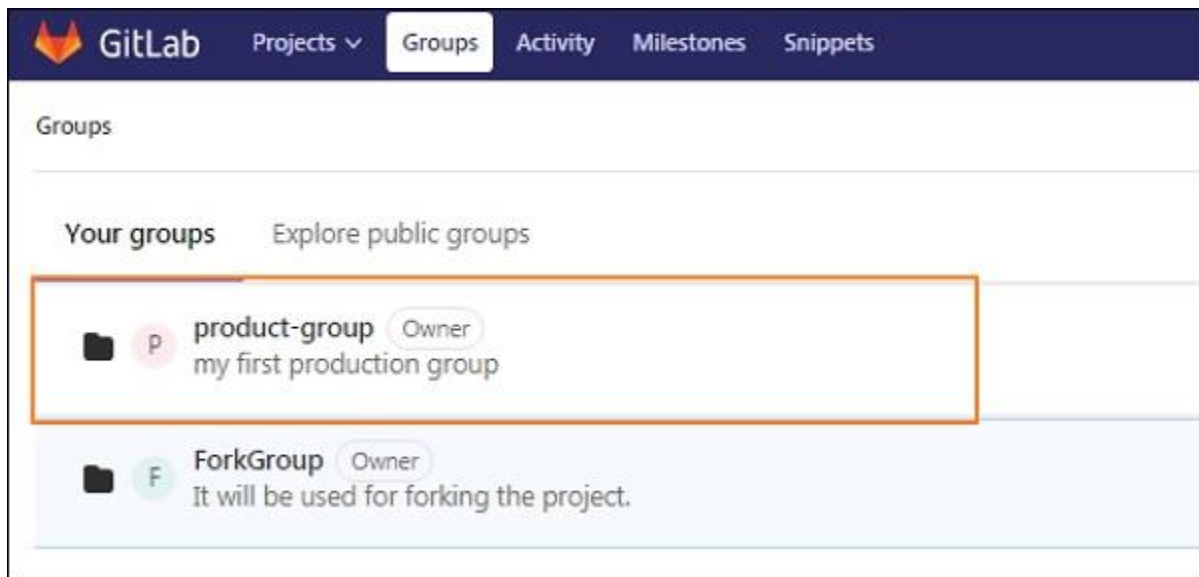 GitLab Projects Groups Activity Milestones Snippets
Groups
Your groups Explore public groups
P product-group Owner
my first production group
F ForkGroup Owner
It will be used for forking the project.